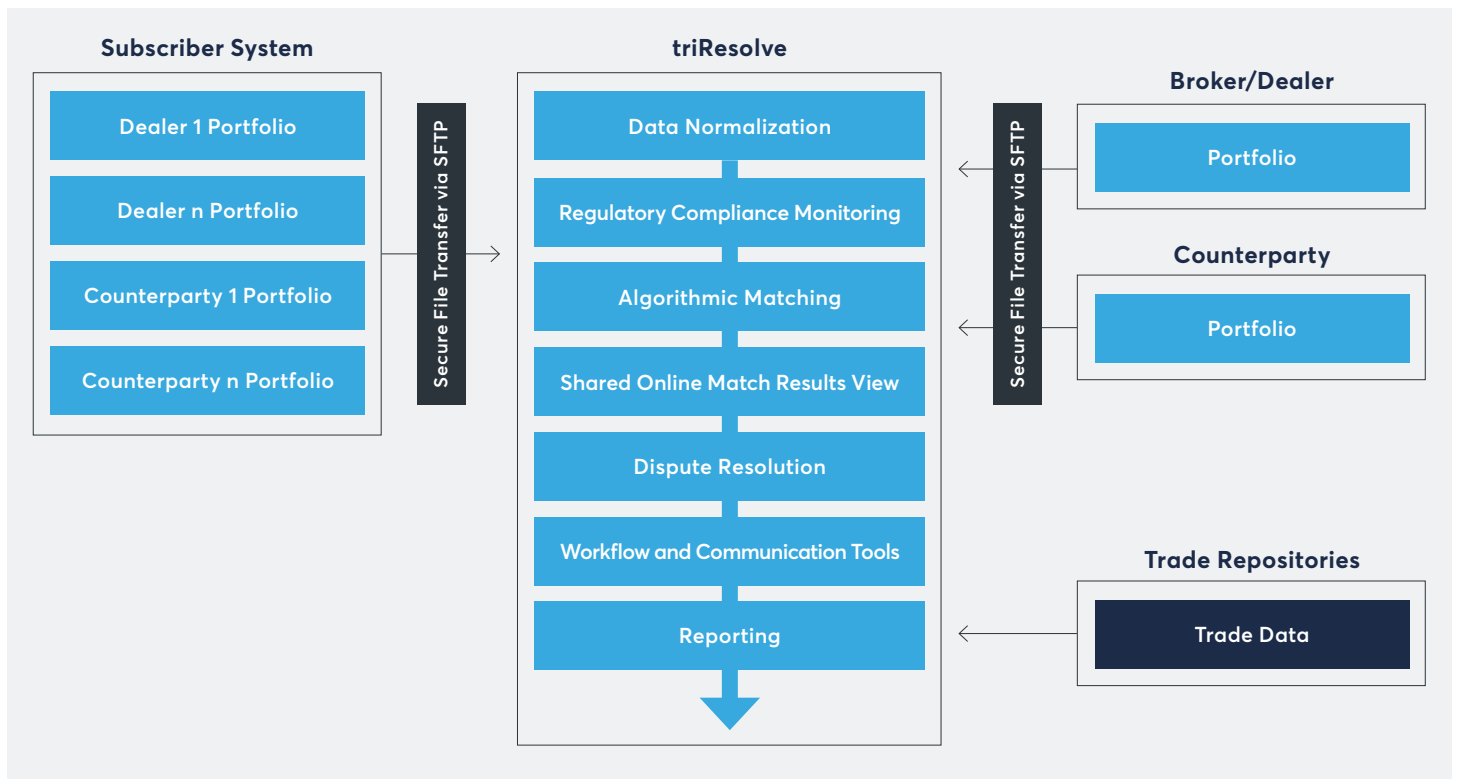 Subscriber System
Dealer 1 Portfolio
Dealer n Portfolio
Counterparty 1 Portfolio
Counterparty n Portfolio
Secure File Transfer via SFTP
triResolve
Data Normalization
Regulatory Compliance Monitoring
Algorithmic Matching
Shared Online Match Results View
Dispute Resolution
Workflow and Communication Tools
Reporting
Secure File Transfer via SFTP
Broker/Dealer
Portfolio
Counterparty
Portfolio
Trade Repositories
Trade Data